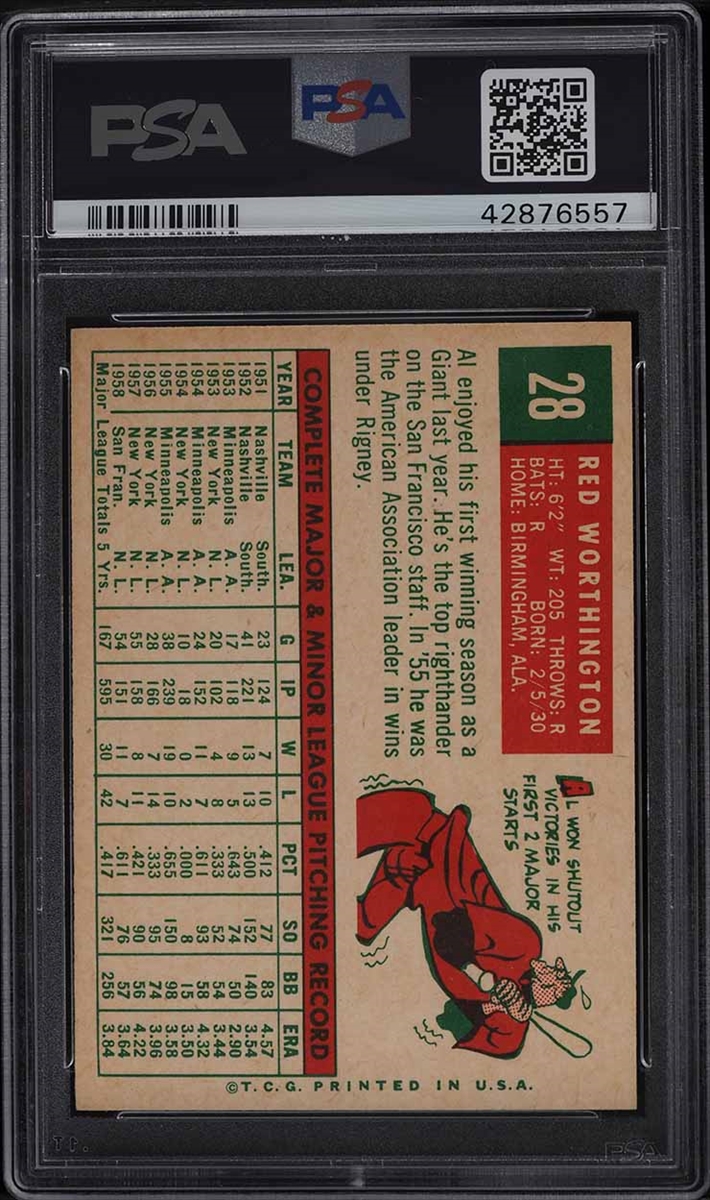 PSA PSA
42876557
28
RED WORTHINGTON
HT: 6'2" WT: 205 THROWS: R
BATS: R BORN: 2/5/30
HOME: BIRMINGHAM, ALA.
AL WON SHUTOUT
VICTORIES IN HIS
FIRST 2 MAJOR
STARTS
Al enjoyed his first winning season as a
Giant last year. He's the top righthander
on the San Francisco staff. In '55 he was
the American Association leader in wins
under Rigney.
COMPLETE MAJOR & MINOR LEAGUE PITCHING RECORD
YEAR TEAM LEA. G IP W L PCT SO BB ERA
1951 Nashville South. 23 124 7 10 .412 77 83 4.57
1952 Nashville South. 41 221 13 13 .500 152 140 3.54
1953 Minneapolis A. A. 17 118 9 5 .643 74 50 2.90
1953 New York N. L. 20 102 4 8 .333 52 54 3.44
1954 Minneapolis A. A. 24 152 11 7 .611 93 58 4.32
1954 New York N. L. 10 18 0 2 .000 8 15 3.50
1955 Minneapolis A. A. 38 239 19 10 .655 150 98 3.58
1956 New York N. L. 28 166 7 14 .333 95 74 3.96
1957 New York N. L. 55 158 8 11 .421 90 56 4.22
1958 San Fran. N. L. 54 151 11 7 .611 76 57 3.64
Major League Totals 5 Yrs. 167 595 30 42 .417 321 256 3.84
©T.C.G. PRINTED IN U.S.A.
PSA